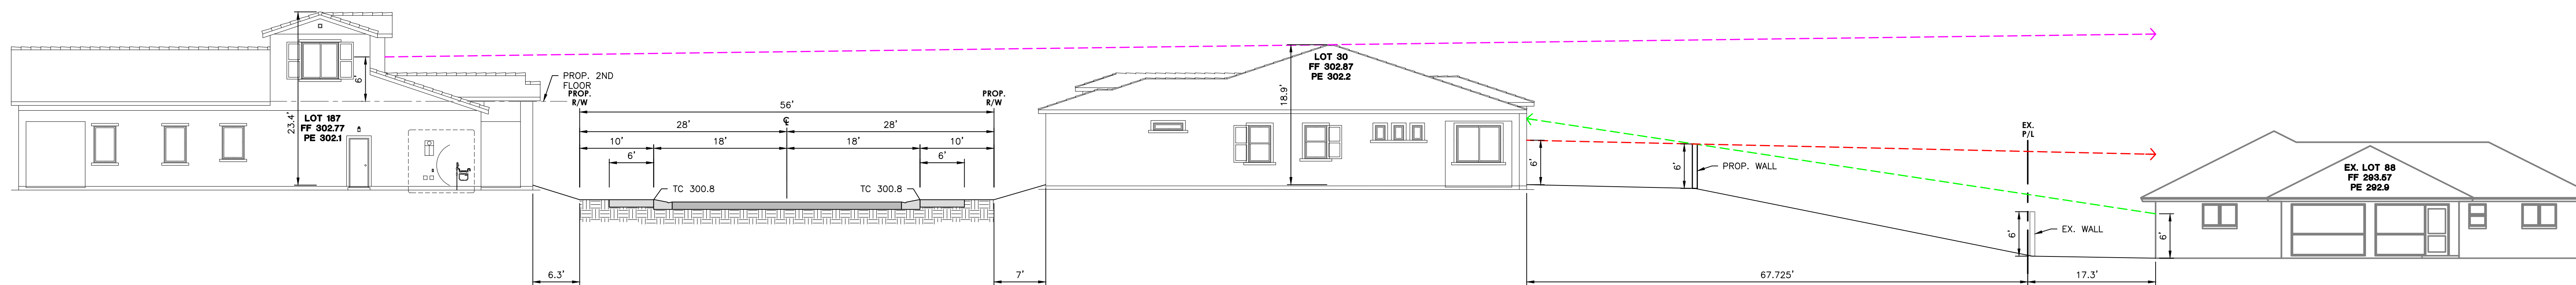 PROP. 2ND
FLOOR
6'
23.4'
LOT 187
FF 302.77
PE 302.1
PROP.
R/W
PROP.
R/W
56'
℄
28'
28'
10'
18'
18'
10'
6'
6'
TC 300.8
TC 300.8
6.3'
7'
18.9'
LOT 30
FF 302.87
PE 302.2
6'
6'
PROP. WALL
EX.
P/L
6'
EX. WALL
6'
67.725'
17.3'
EX. LOT 88
FF 293.57
PE 292.9